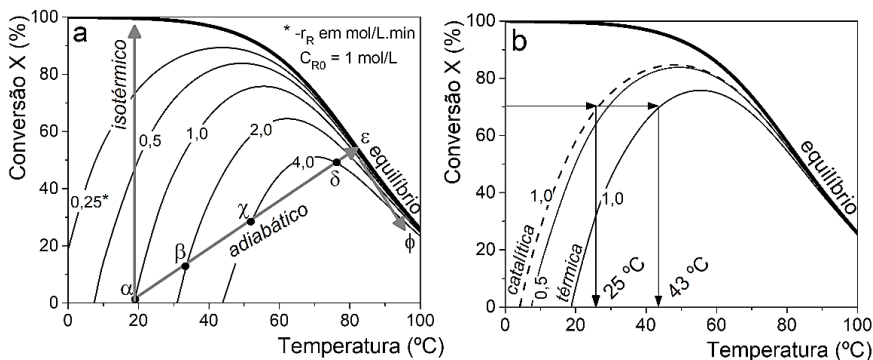 a
* -r_R em mol/L.min
C_R0 = 1 mol/L
Conversão X (%)
100
80
60
40
20
0
isotérmico
0,25*
0,5
1,0
2,0
4,0
α
β
χ
δ
ε
ϕ
adiabático
equilíbrio
0 20 40 60 80 100
Temperatura (ºC)
b
Conversão X (%)
100
80
60
40
20
0
catalítica
1,0
0,5
térmica
1,0
25 ºC
43 ºC
equilíbrio
0 20 40 60 80 100
Temperatura (ºC)